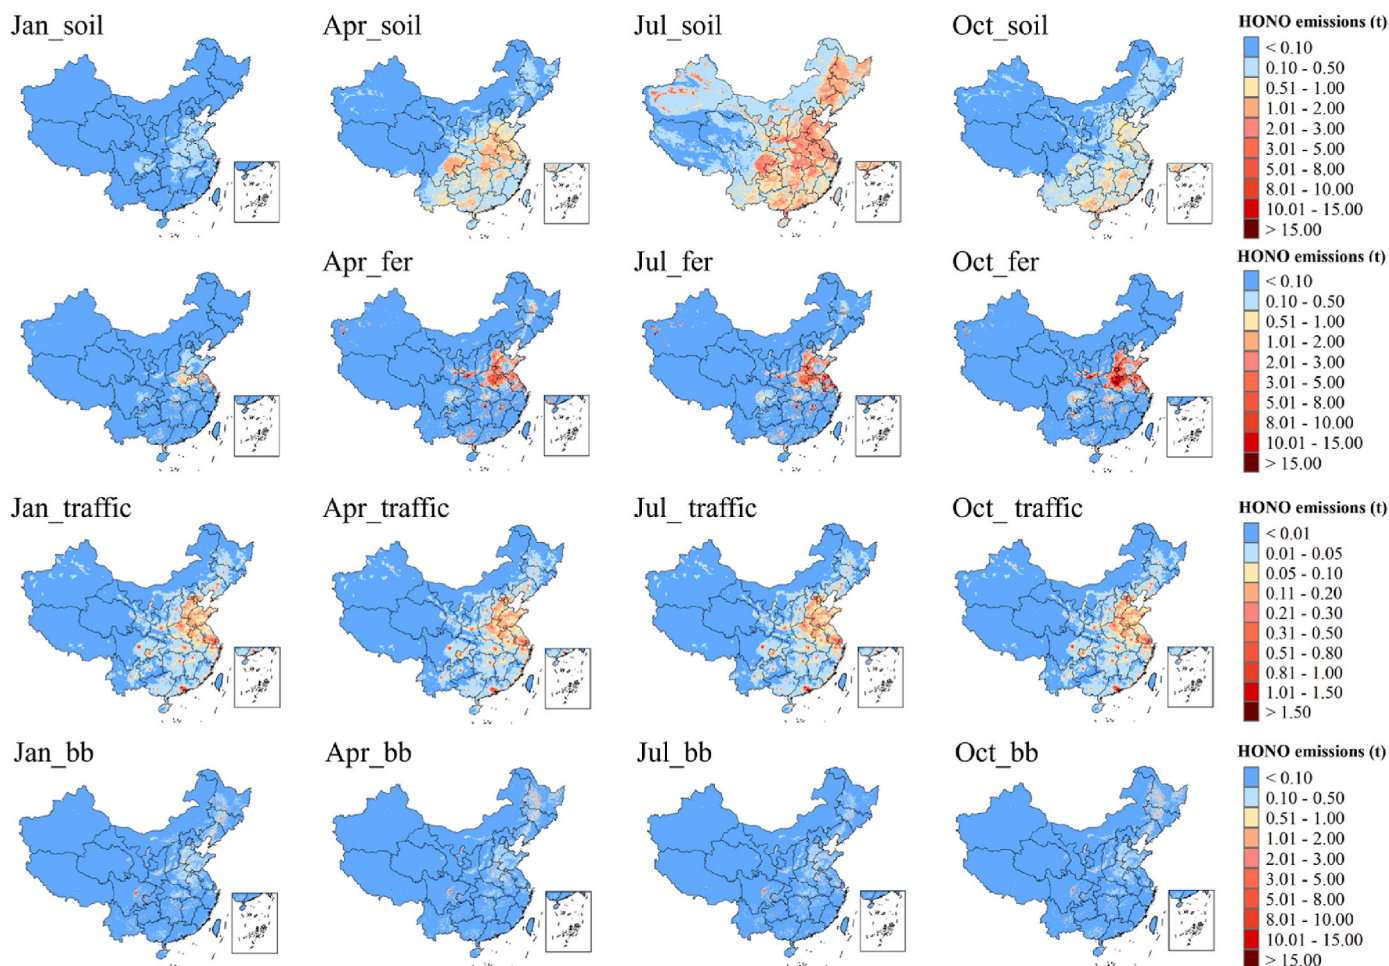 Jan_soil
Apr_soil
Jul_soil
Oct_soil
HONO emissions (t)
< 0.10
0.10 - 0.50
0.51 - 1.00
1.01 - 2.00
2.01 - 3.00
3.01 - 5.00
5.01 - 8.00
8.01 - 10.00
10.01 - 15.00
> 15.00
Apr_fer
Jul_fer
Oct_fer
HONO emissions (t)
< 0.10
0.10 - 0.50
0.51 - 1.00
1.01 - 2.00
2.01 - 3.00
3.01 - 5.00
5.01 - 8.00
8.01 - 10.00
10.01 - 15.00
> 15.00
Jan_traffic
Apr_traffic
Jul_ traffic
Oct_ traffic
HONO emissions (t)
< 0.01
0.01 - 0.05
0.05 - 0.10
0.11 - 0.20
0.21 - 0.30
0.31 - 0.50
0.51 - 0.80
0.81 - 1.00
1.01 - 1.50
> 1.50
Jan_bb
Apr_bb
Jul_bb
Oct_bb
HONO emissions (t)
< 0.10
0.10 - 0.50
0.51 - 1.00
1.01 - 2.00
2.01 - 3.00
3.01 - 5.00
5.01 - 8.00
8.01 - 10.00
10.01 - 15.00
> 15.00